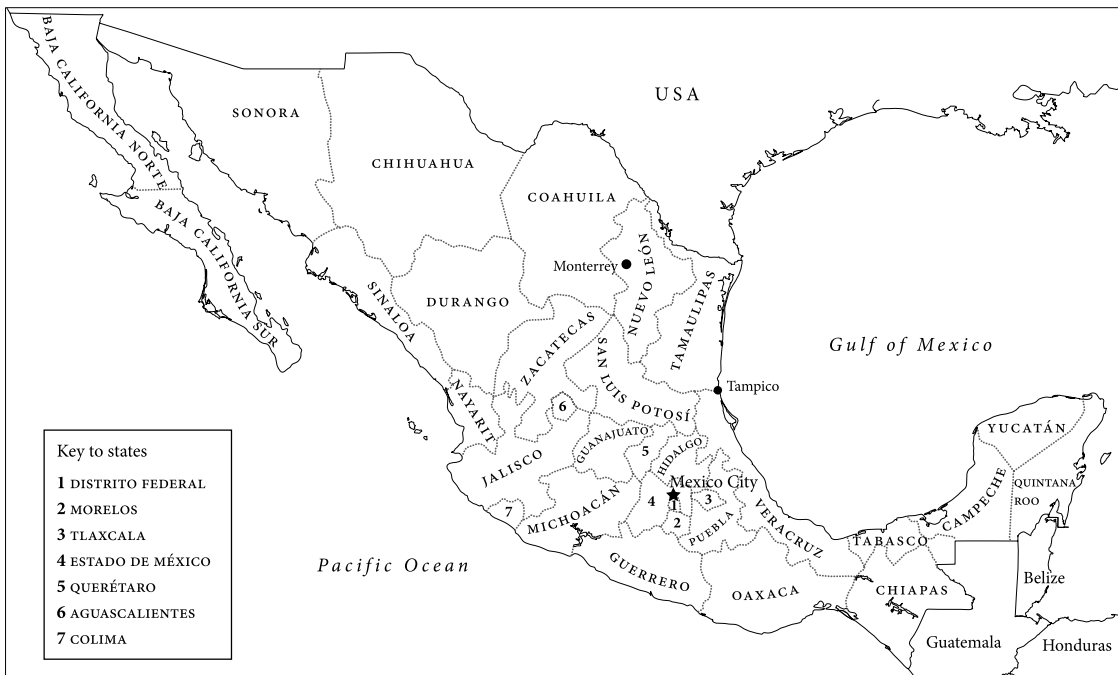 BAJA CALIFORNIA NORTE
SONORA
USA
CHIHUAHUA
COAHUILA
BAJA CALIFORNIA SUR
Monterrey
NUEVO LEÓN
SINALOA
DURANGO
TAMAULIPAS
ZACATECAS
SAN LUIS POTOSÍ
Gulf of Mexico
Tampico
NAYARIT
6
YUCATÁN
GUANAJUATO
5
HIDALGO
JALISCO
Mexico City
QUINTANA
ROO
CAMPECHE
7
MICHOACÁN
4
1
3
2
PUEBLA
VERACRUZ
TABASCO
Pacific Ocean
GUERRERO
OAXACA
CHIAPAS
Belize
Guatemala
Honduras
Key to states
1 DISTRITO FEDERAL
2 MORELOS
3 TLAXCALA
4 ESTADO DE MÉXICO
5 QUERÉTARO
6 AGUASCALIENTES
7 COLIMA